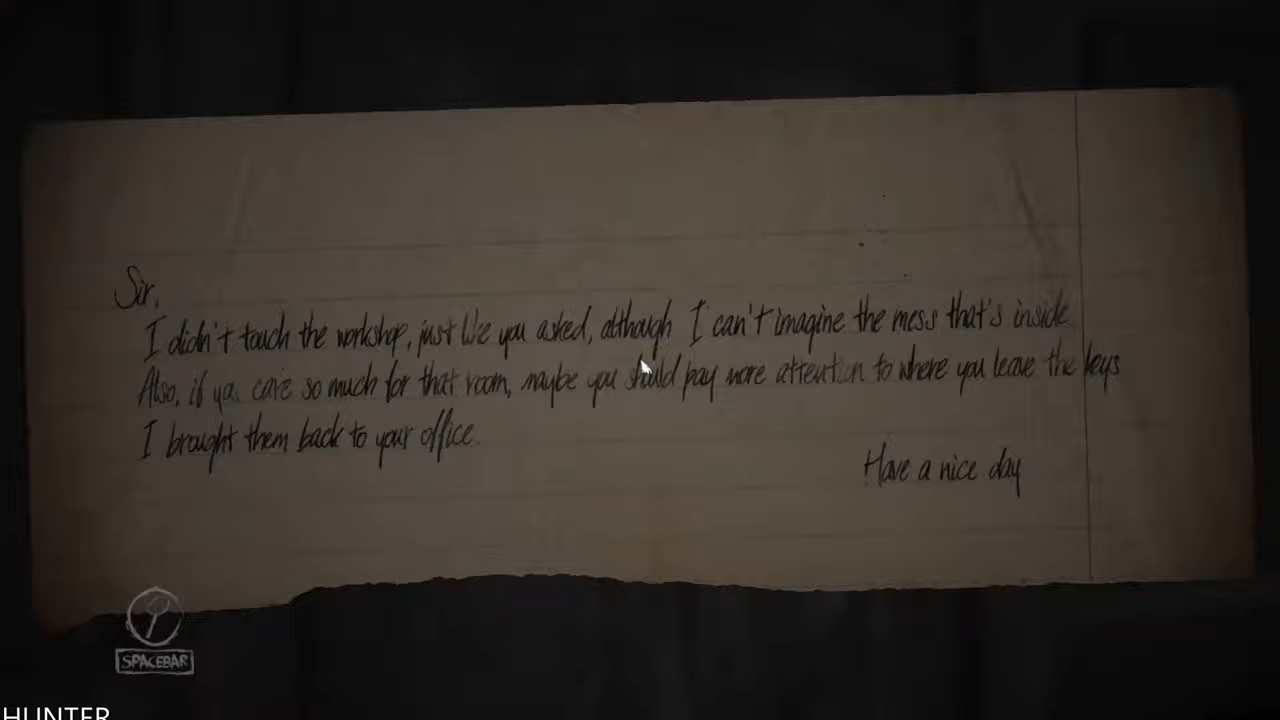 Sir,
I didn't touch the workshop, just like you asked, although I can't imagine the mess that's inside
Also, if ya care so much for that room, maybe you should pay more attention to where you leave the keys
I brought them back to your office.
Have a nice day
SPACEBAR
HUNTER